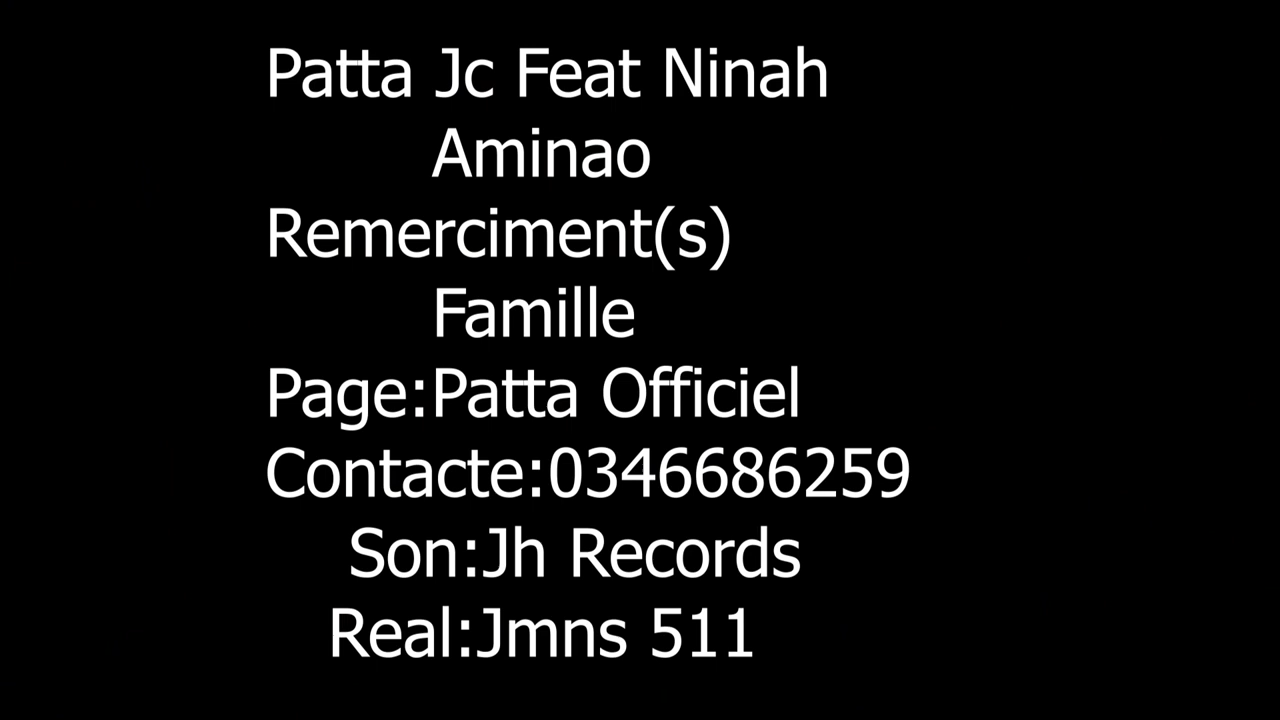 Patta Jc Feat Ninah
Aminao
Remerciment(s)
Famille
Page:Patta Officiel
Contacte:0346686259
Son:Jh Records
Real:Jmns 511